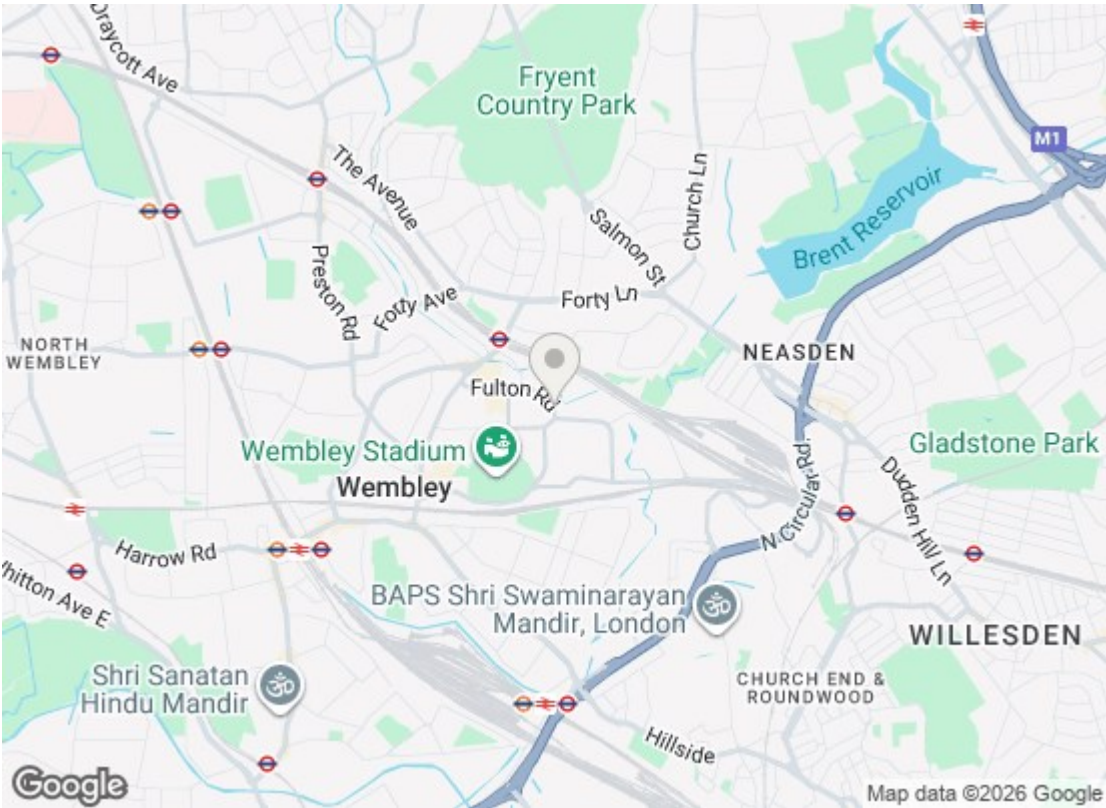 Draycott Ave
Fryent
Country Park
M1
The Avenue
Church Ln
Brent Reservoir
Salmon St
Preston Rd
Forty Ave
Forty Ln
NORTH
WEMBLEY
NEASDEN
Fulton Rd
Wembley Stadium
Wembley
Gladstone Park
N Circular Rd.
Dudden Hill Ln
Harrow Rd
Whitton Ave E
BAPS Shri Swaminarayan
Mandir, London
WILLESDEN
Shri Sanatan
Hindu Mandir
CHURCH END &
ROUNDWOOD
Hillside
Google
Map data ©2026 Google